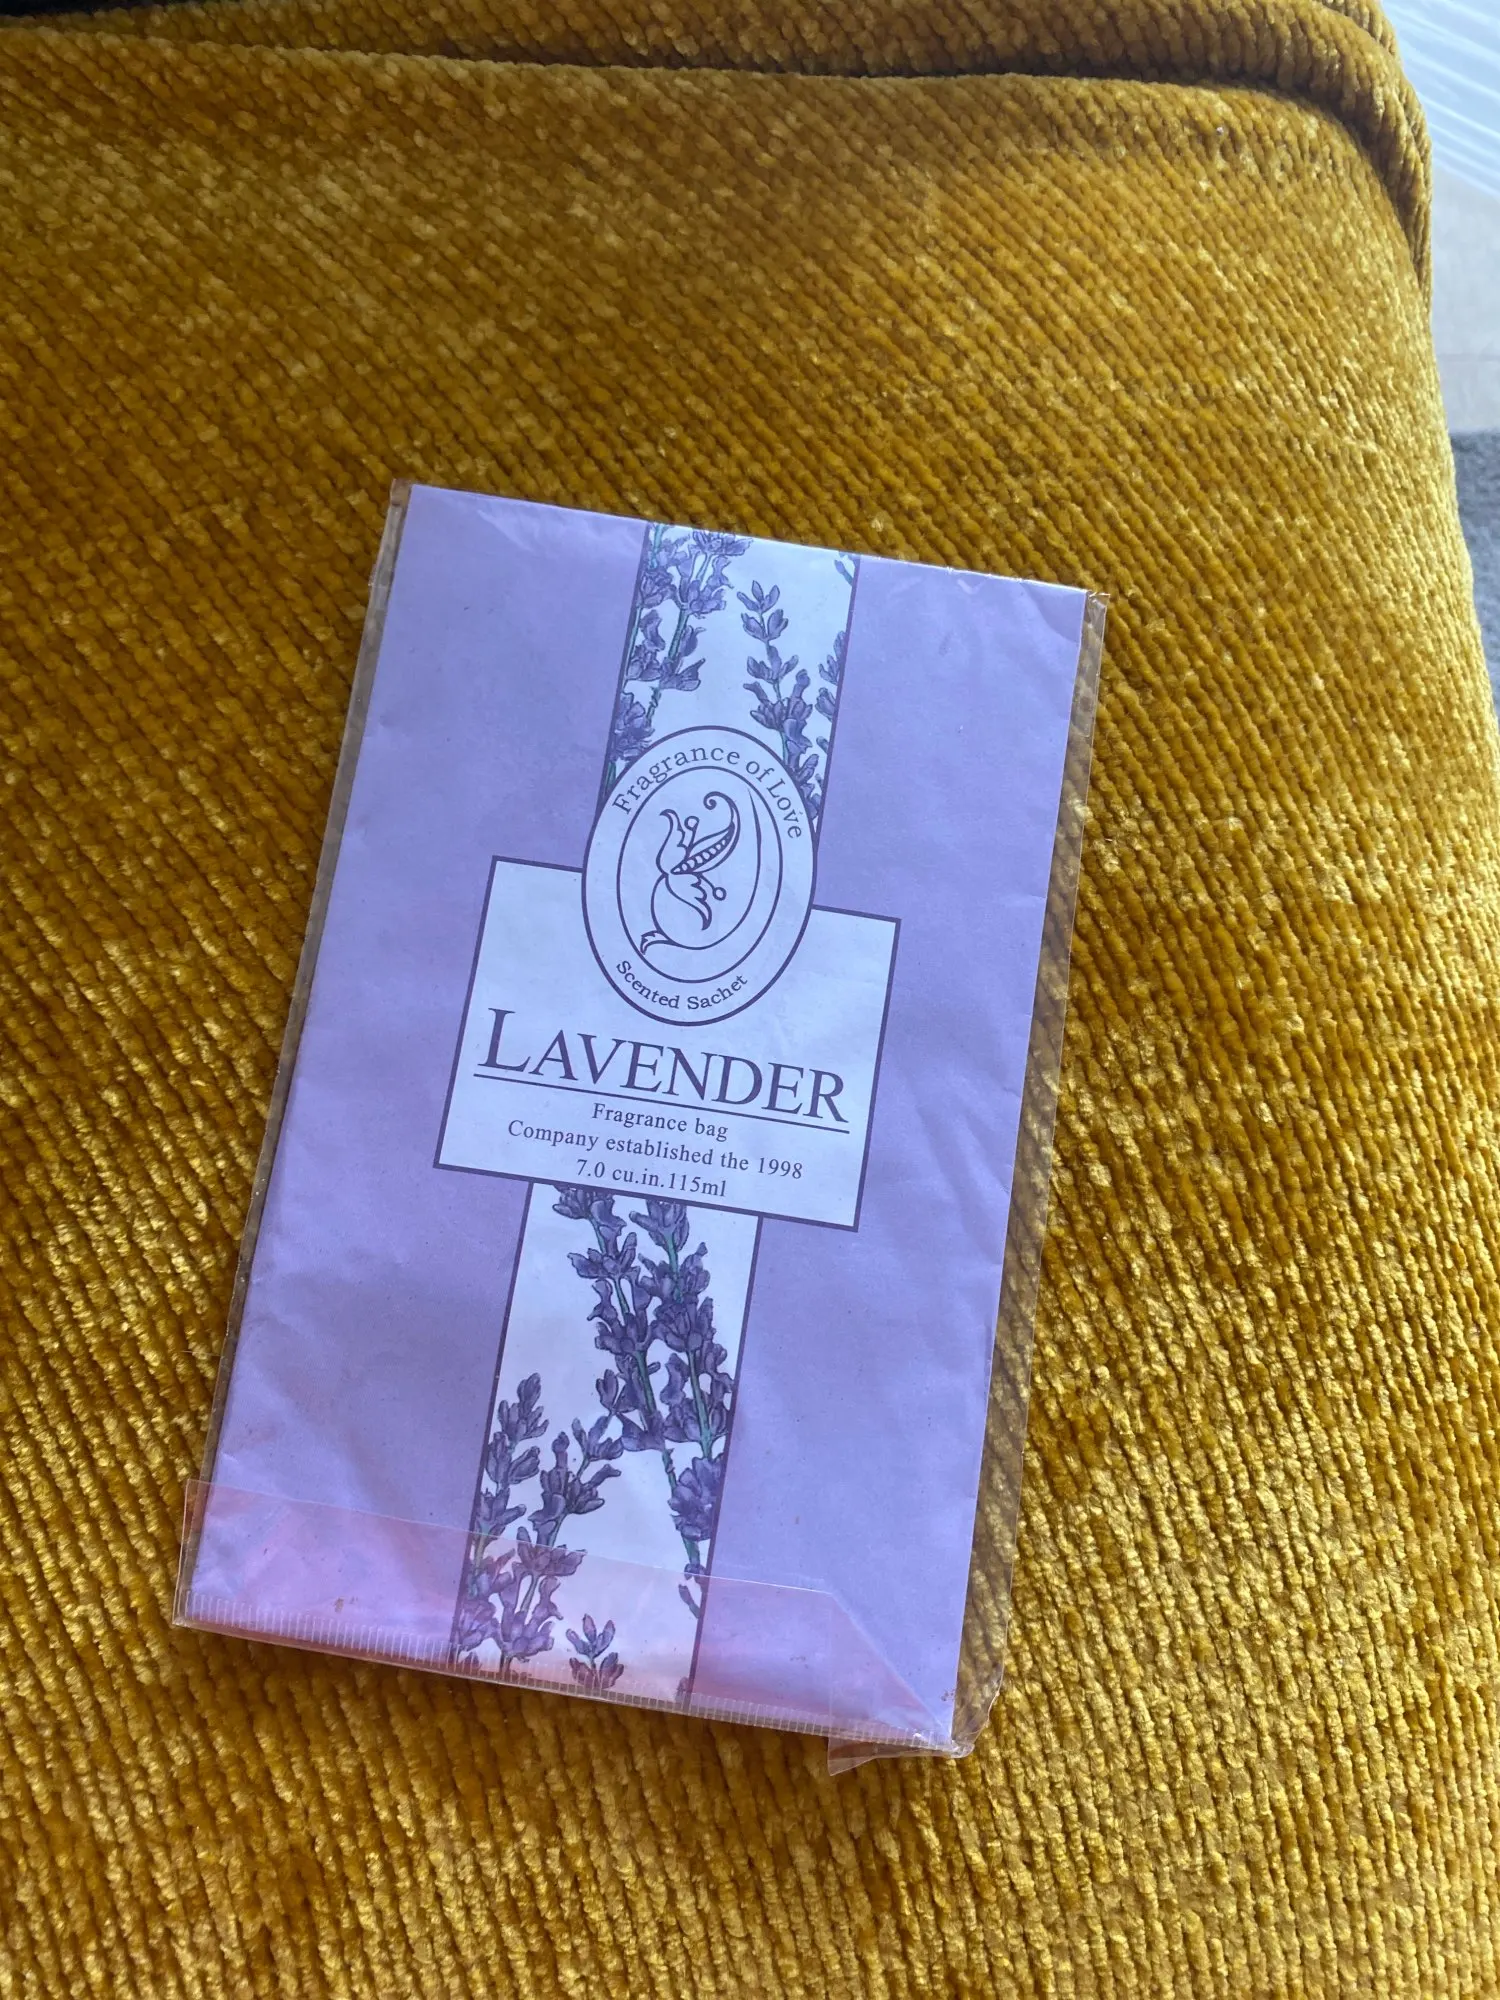 Fragrance of Love
Scented Sachet
LAVENDER
Fragrance bag
Company established the 1998
7.0 cu.in.115ml